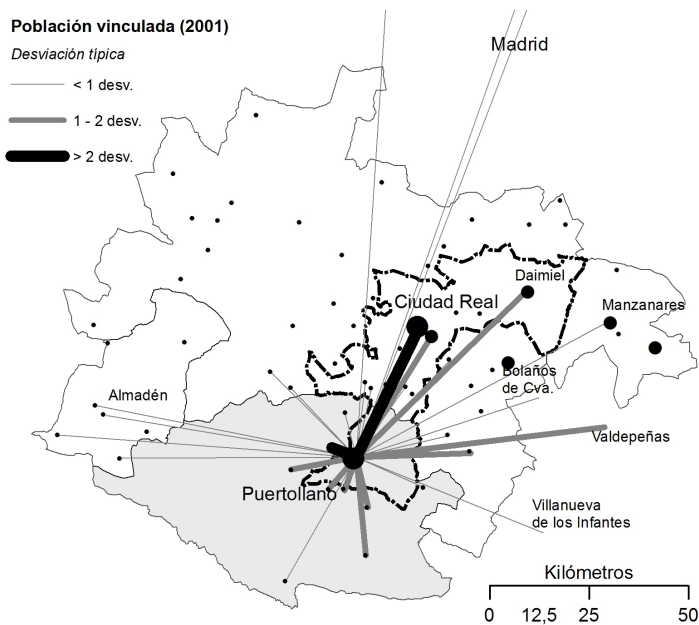 Población vinculada (2001)
Desviación típica
< 1 desv.
1 - 2 desv.
> 2 desv.
Madrid
Daimiel
Ciudad Real
Manzanares
Bolaños
de Cva.
Almadén
Valdepeñas
Puertollano
Villanueva
de los Infantes
Kilómetros
0 12,5 25 50